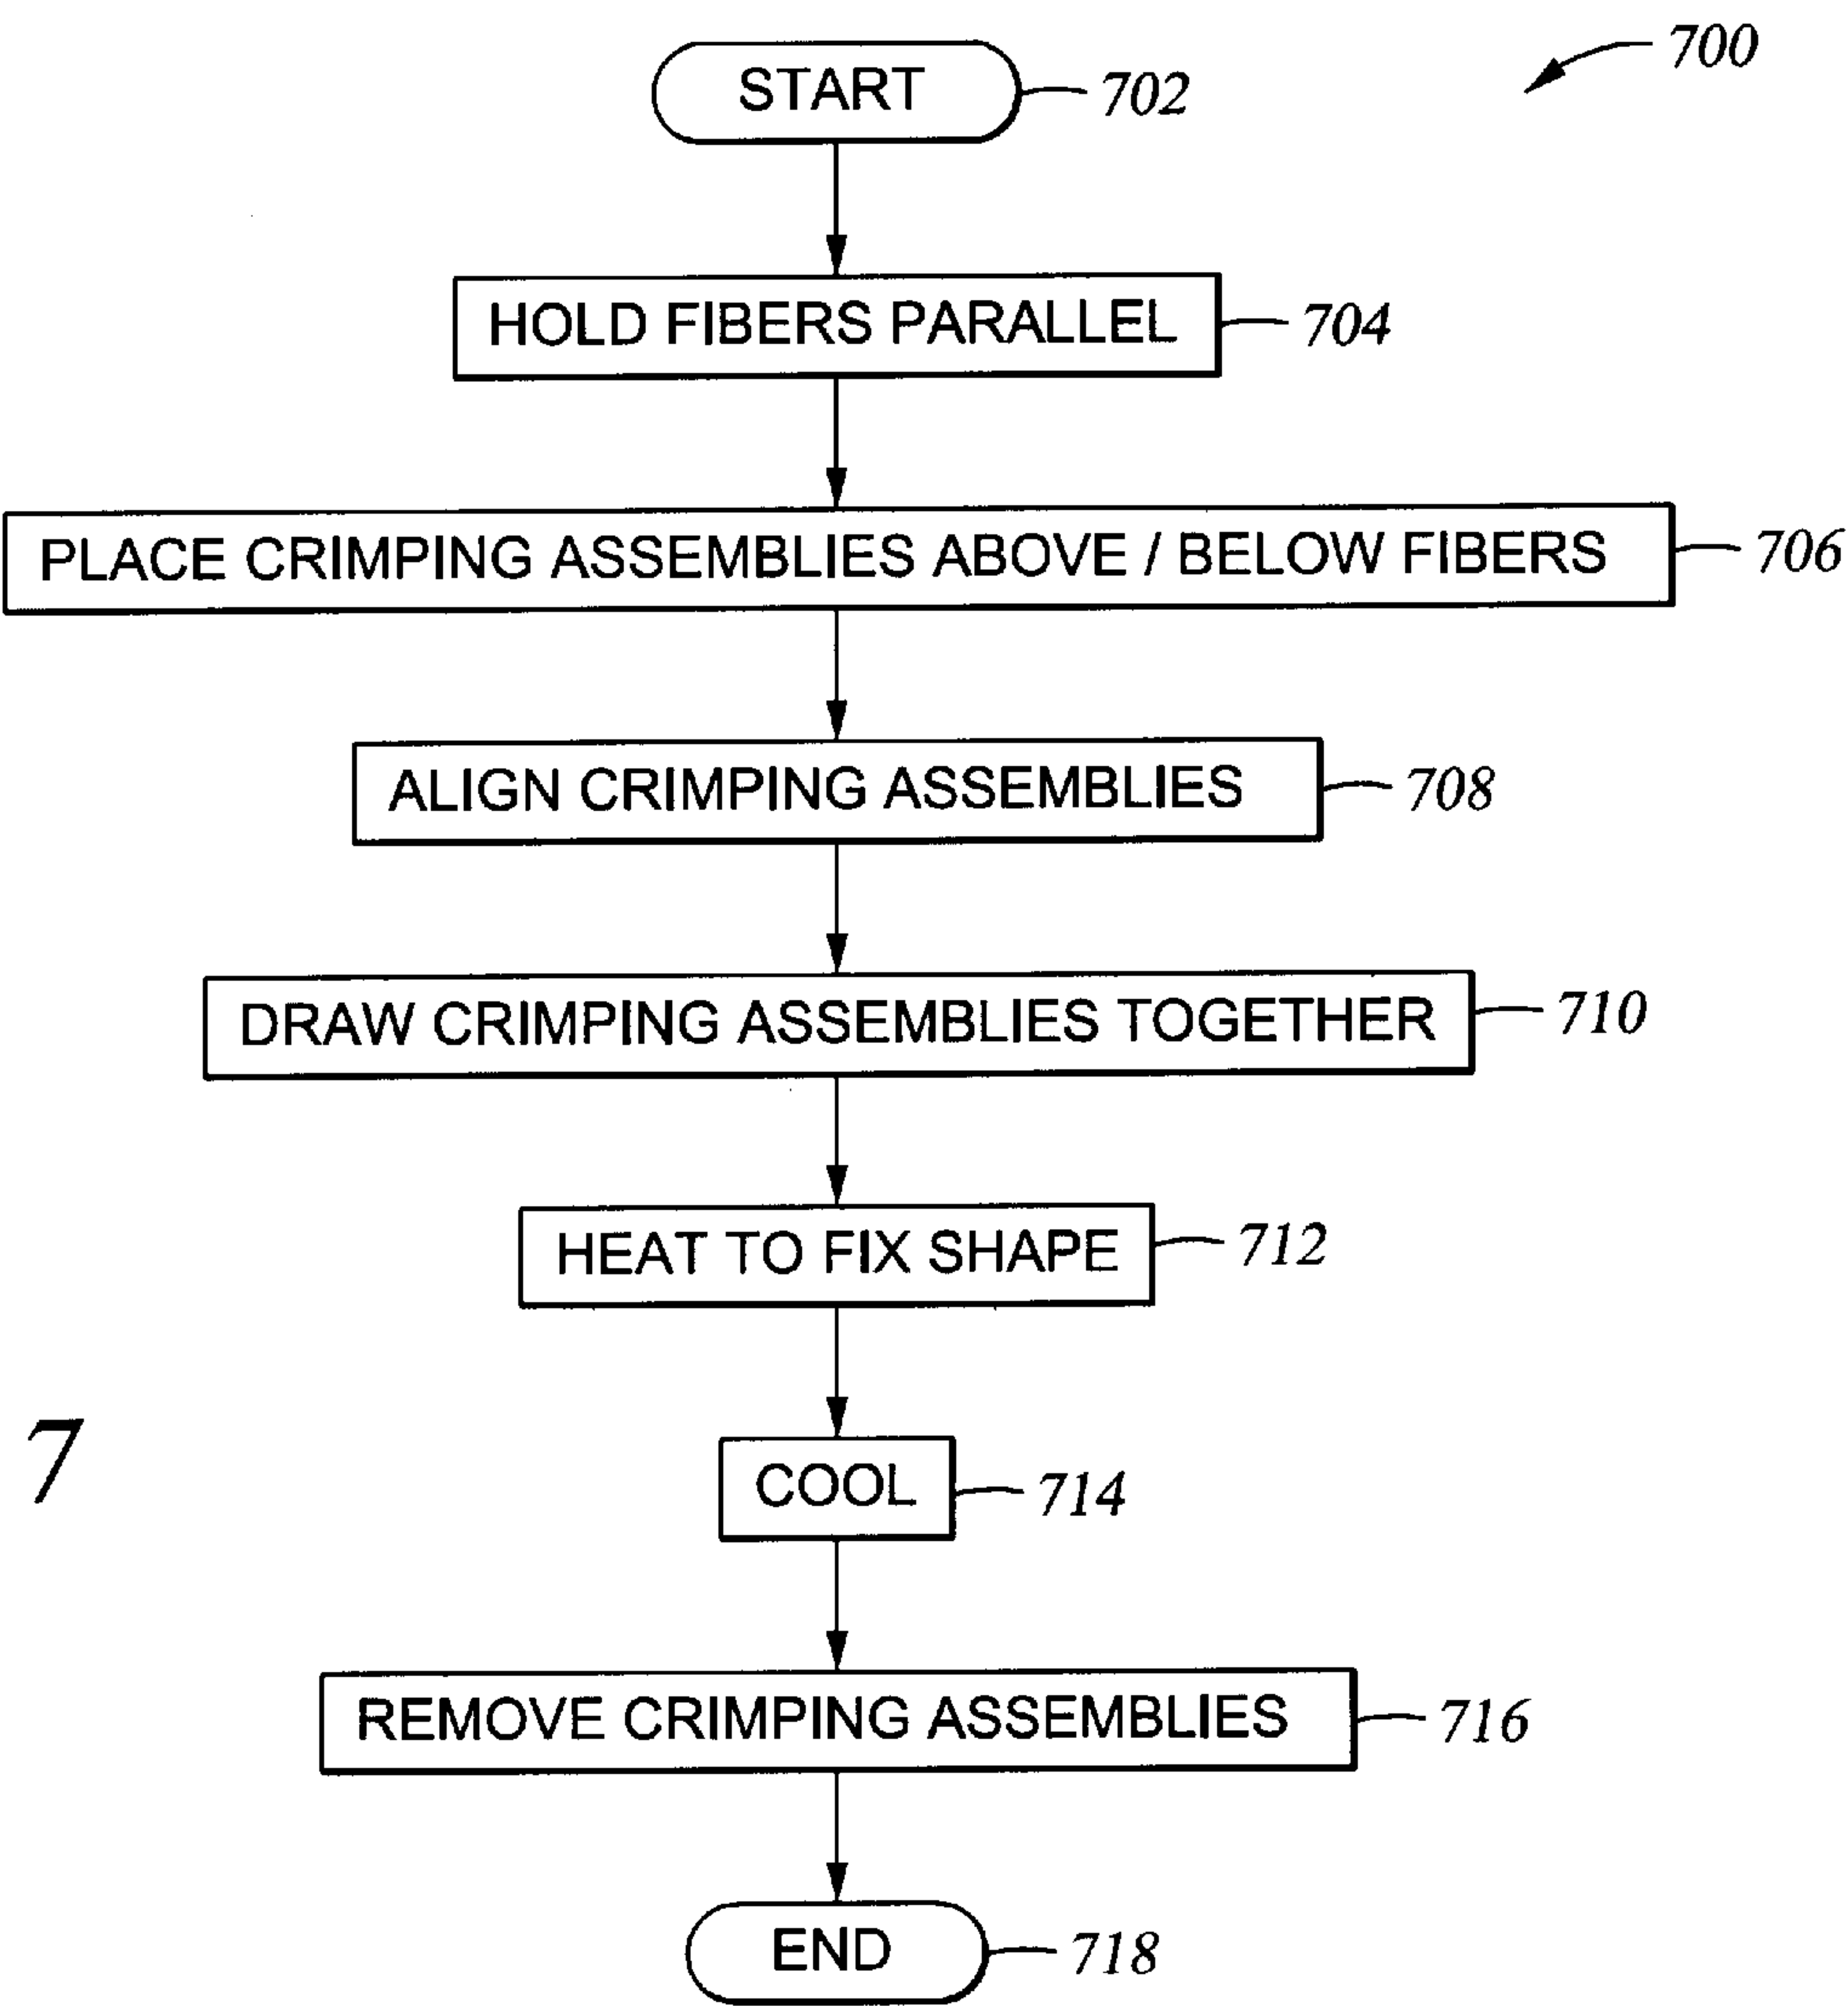 700
START 702
HOLD FIBERS PARALLEL 704
PLACE CRIMPING ASSEMBLIES ABOVE / BELOW FIBERS 706
ALIGN CRIMPING ASSEMBLIES 708
DRAW CRIMPING ASSEMBLIES TOGETHER 710
HEAT TO FIX SHAPE 712
7
COOL 714
REMOVE CRIMPING ASSEMBLIES 716
END 718